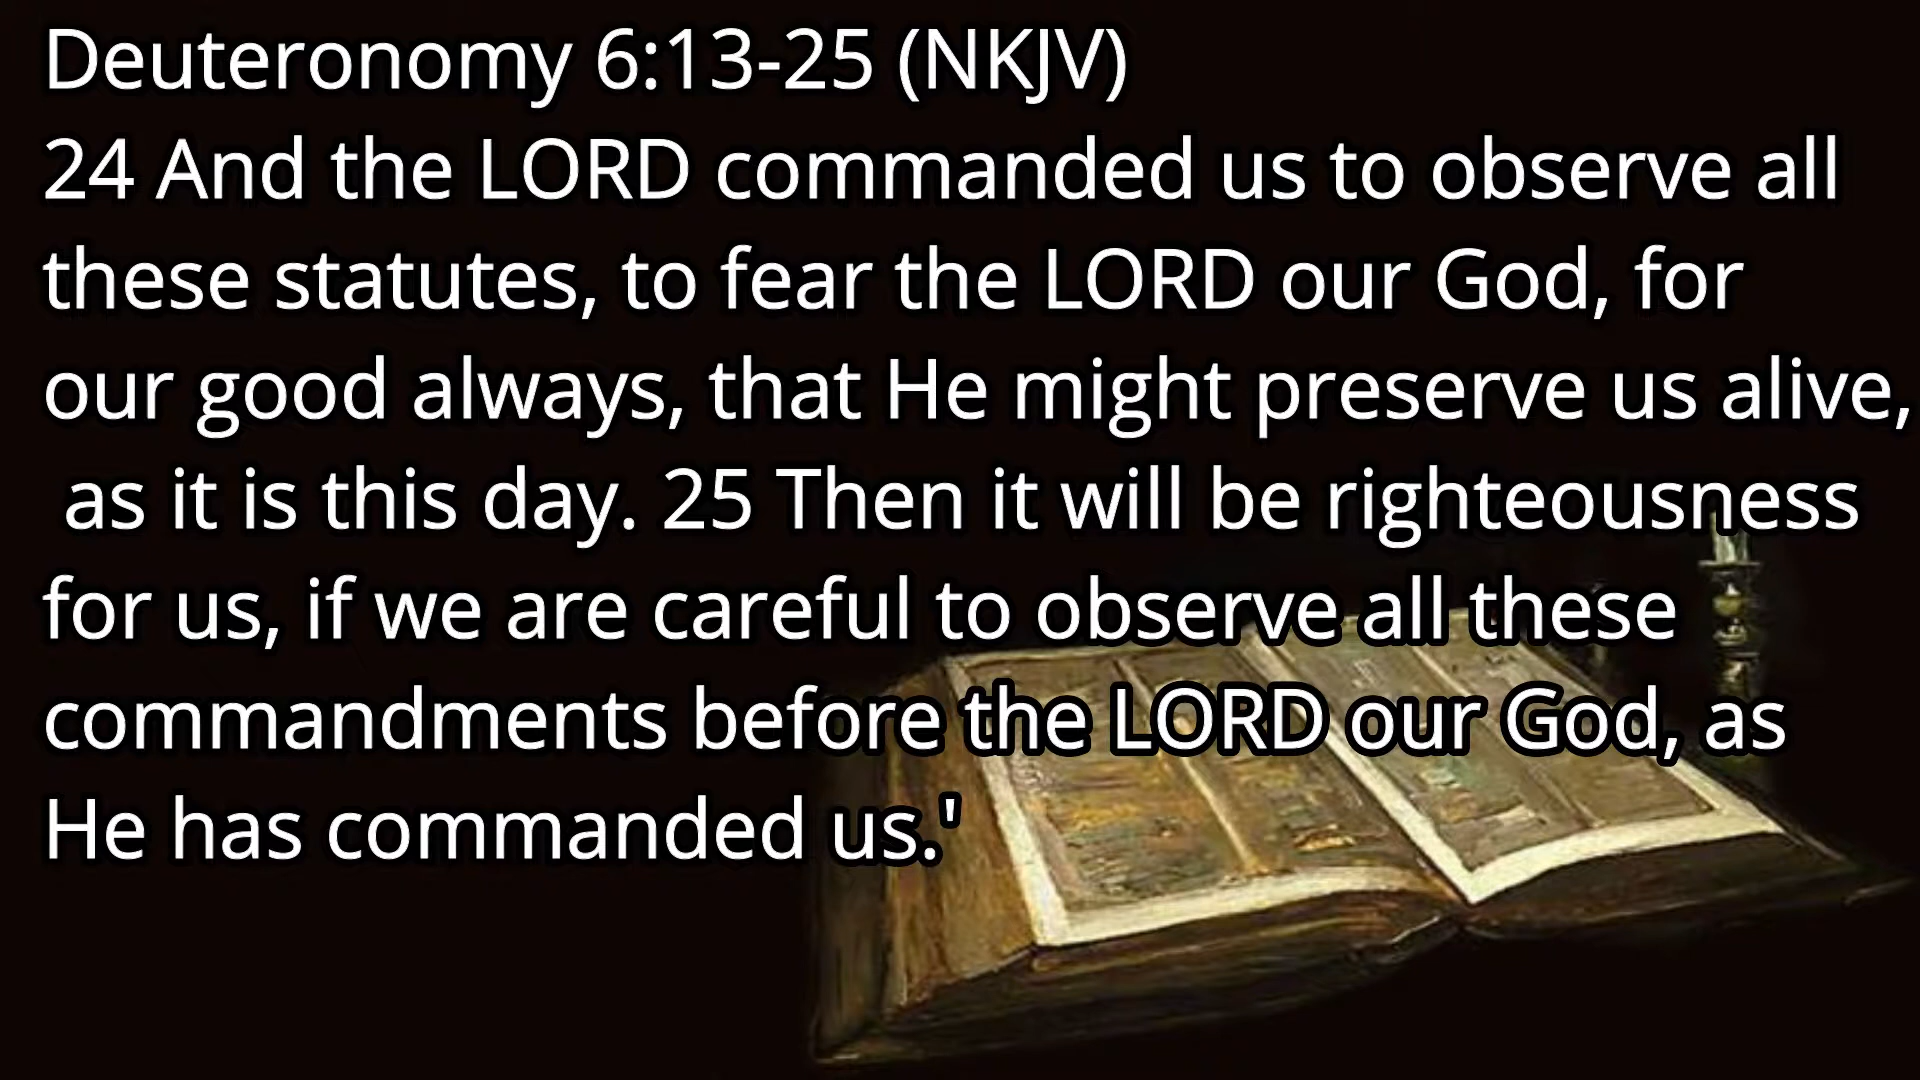 Deuteronomy 6:13-25 (NKJV)
24 And the LORD commanded us to observe all
these statutes, to fear the LORD our God, for
our good always, that He might preserve us alive,
as it is this day. 25 Then it will be righteousness
for us, if we are careful to observe all these
commandments before the LORD our God, as
He has commanded us.'